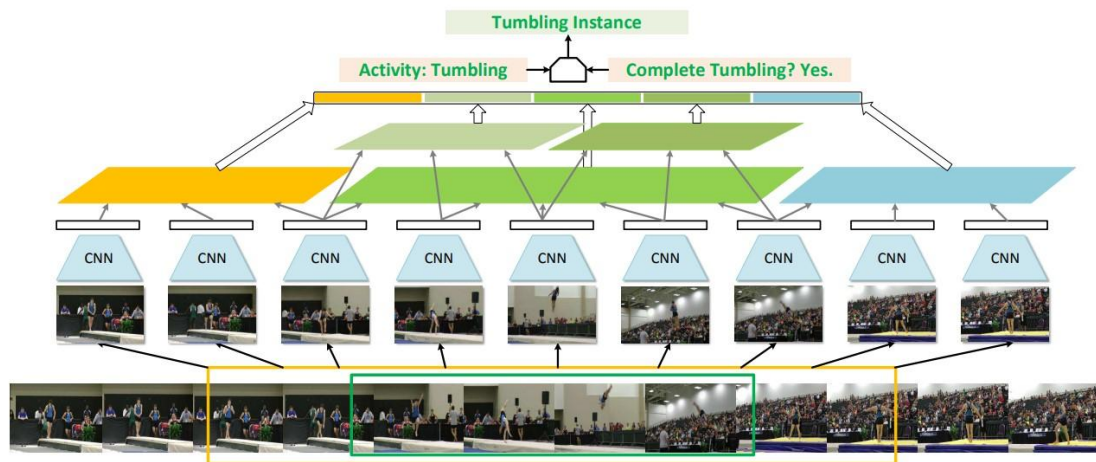 Tumbling Instance
Activity: Tumbling
Complete Tumbling? Yes.
CNN
CNN
CNN
CNN
CNN
CNN
CNN
CNN
CNN